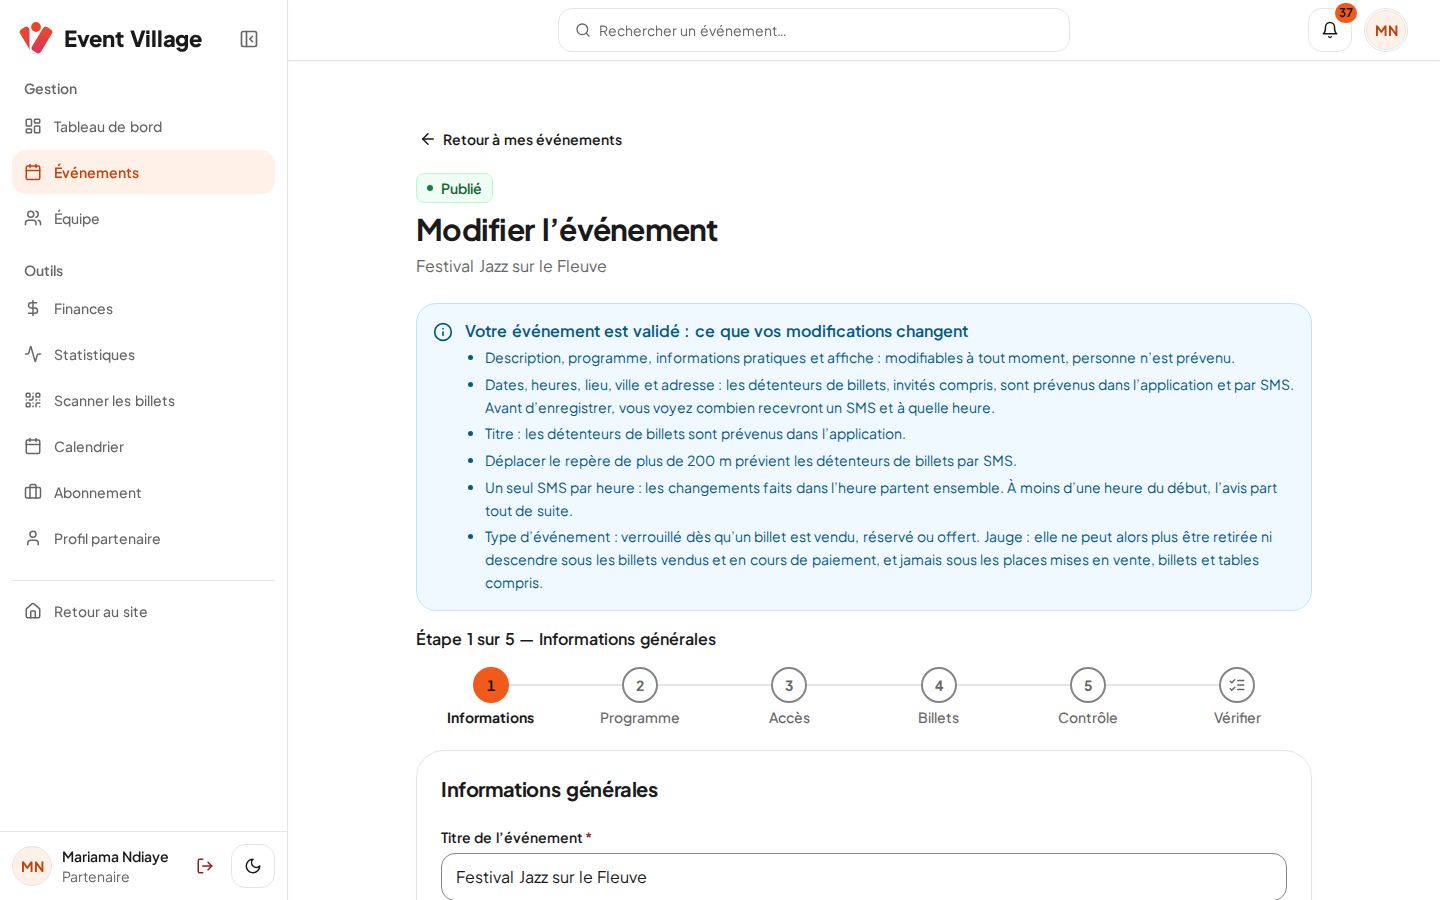 Event Village
Gestion
Tableau de bord
Événements
Équipe
Outils
Finances
Statistiques
Scanner les billets
Calendrier
Abonnement
Profil partenaire
Retour au site
MN
Mariama Ndiaye
Partenaire
Rechercher un événement...
37
MN
Retour à mes événements
Publié
Modifier l’événement
Festival Jazz sur le Fleuve
Votre événement est validé : ce que vos modifications changent
Description, programme, informations pratiques et affiche : modifiables à tout moment, personne n’est prévenu.
Dates, heures, lieu, ville et adresse : les détenteurs de billets, invités compris, sont prévenus dans l’application et par SMS.
Avant d’enregistrer, vous voyez combien recevront un SMS et à quelle heure.
Titre : les détenteurs de billets sont prévenus dans l’application.
Déplacer le repère de plus de 200 m prévient les détenteurs de billets par SMS.
Un seul SMS par heure : les changements faits dans l’heure partent ensemble. À moins d’une heure du début, l’avis part
tout de suite.
Type d’événement : verrouillé dès qu’un billet est vendu, réservé ou offert. Jauge : elle ne peut alors plus être retirée ni
descendre sous les billets vendus et en cours de paiement, et jamais sous les places mises en vente, billets et tables
compris.
Étape 1 sur 5 — Informations générales
1
2
3
4
5
Informations
Programme
Accès
Billets
Contrôle
Vérifier
Informations générales
Titre de l’événement *
Festival Jazz sur le Fleuve